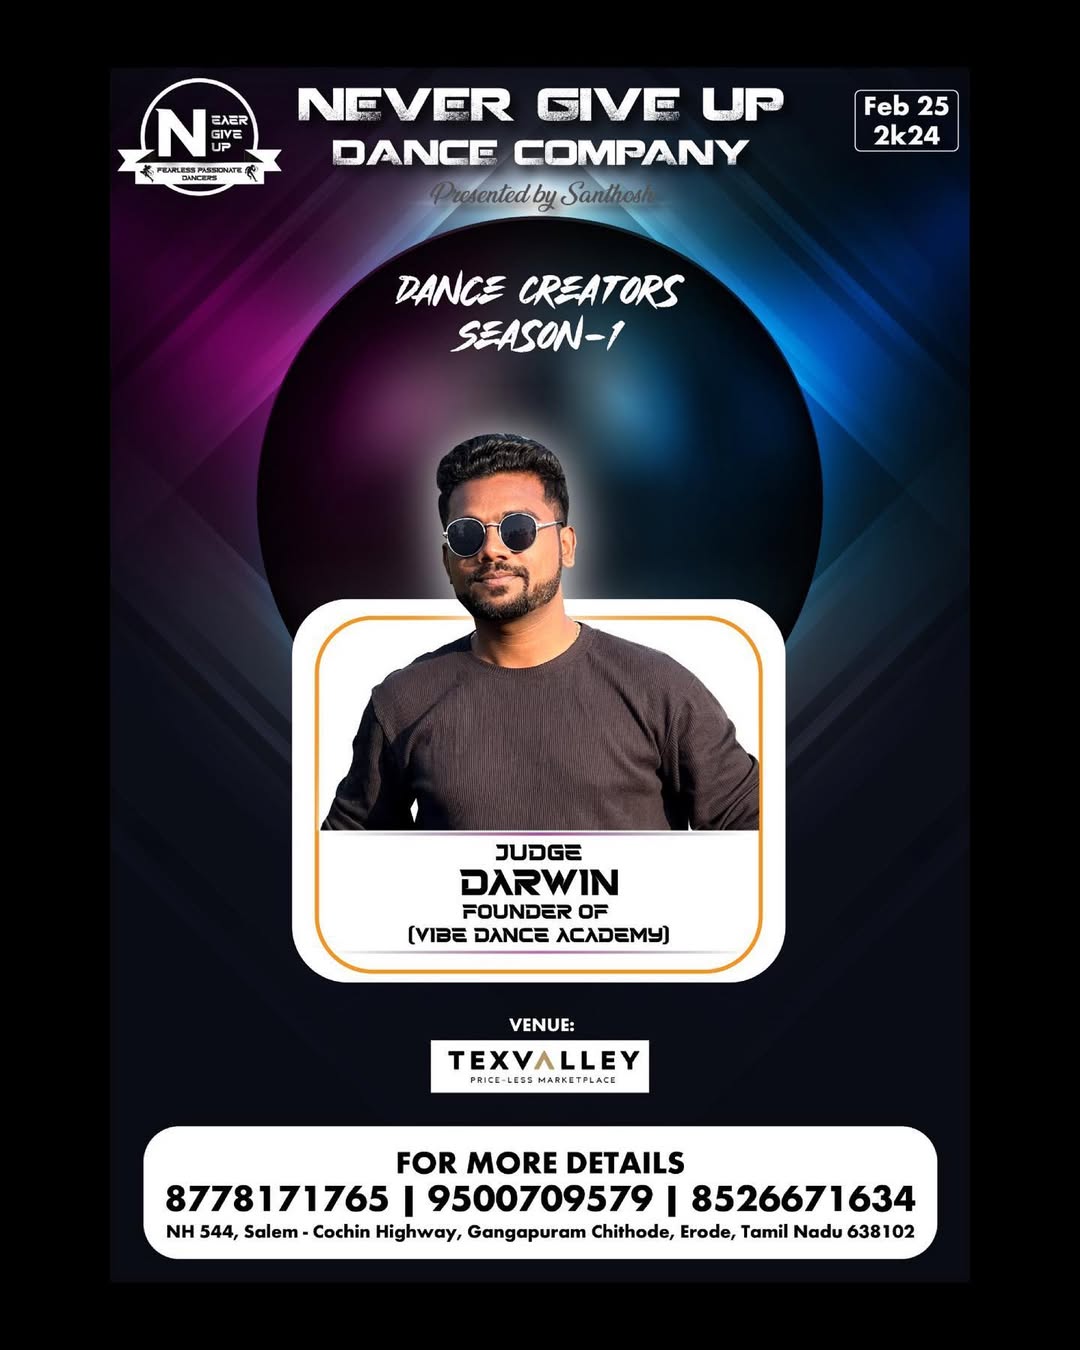 NEAER
GIVE
UP
FEARLESS PASSIONATE
DANCERS
NEVER GIVE UP
DANCE COMPANY
Presented by Santhosh
Feb 25
2k24
DANCE CREATORS
SEASON-1
JUDGE
DARWIN
FOUNDER OF
(VIBE DANCE ACADEMY)
VENUE:
TEXVALLEY
PRICE-LESS MARKETPLACE
FOR MORE DETAILS
8778171765 | 9500709579 | 8526671634
NH 544, Salem - Cochin Highway, Gangapuram Chithode, Erode, Tamil Nadu 638102